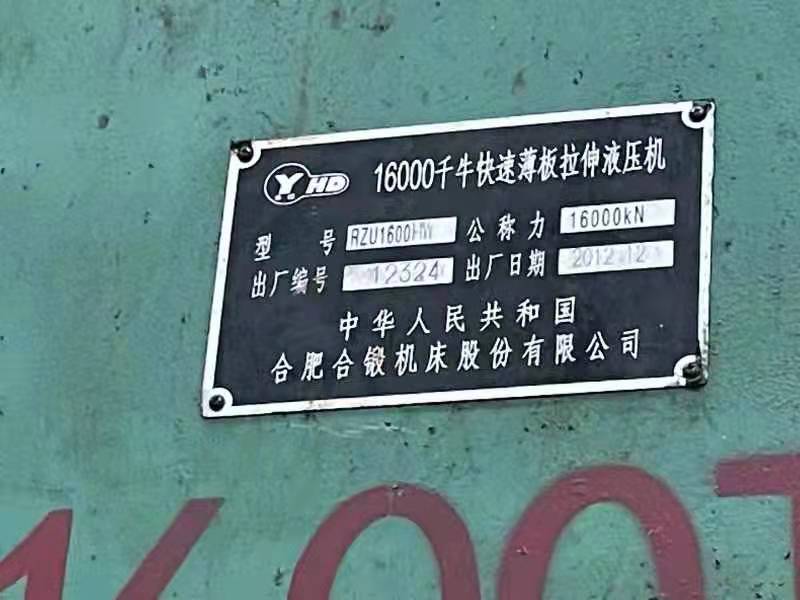 YHD 16000千牛快速薄板拉伸液压机
型 号 RZU1600HW 公称力 16000kN
出厂编号 12324 出厂日期 2012.12
中华人民共和国
合肥合锻机床股份有限公司
1600T